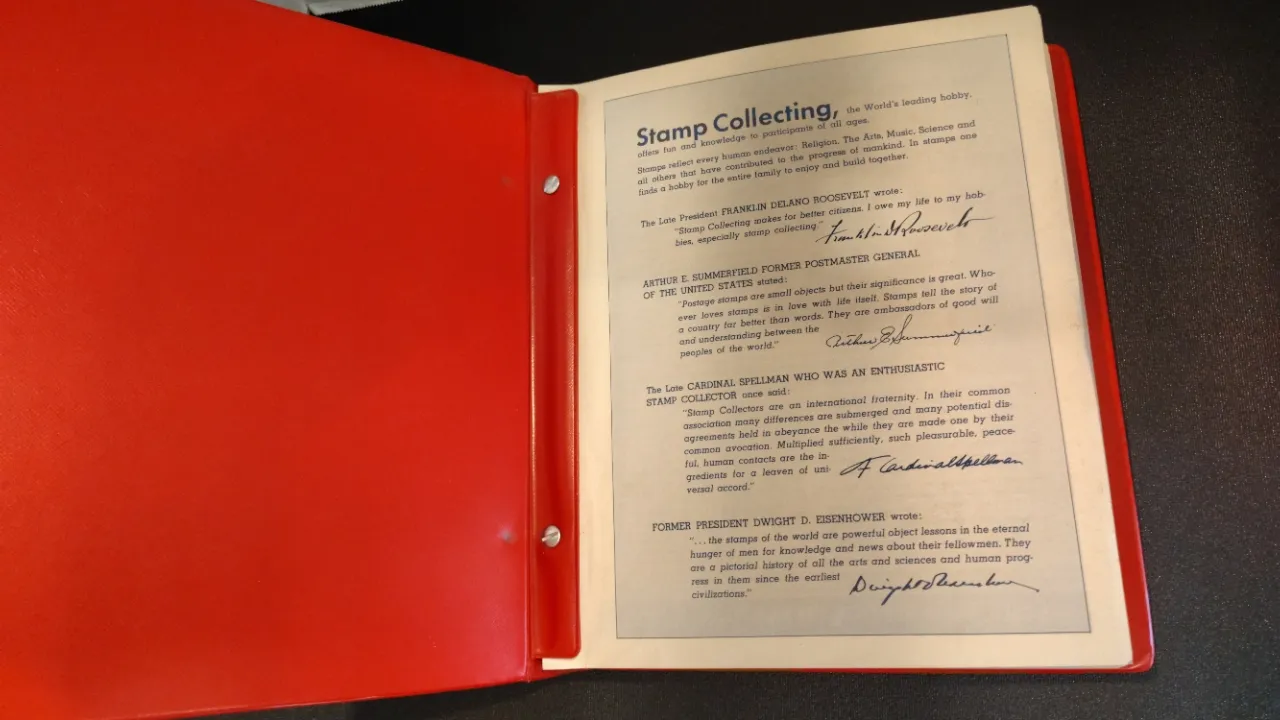 Stamp Collecting, the World's leading hobby,
offers fun and knowledge to participants of all ages.
Stamps reflect every human endeavor: Religion, The Arts, Music, Science and
all others that have contributed to the progress of mankind. In stamps one
finds a hobby for the entire family to enjoy and build together.
The Late President FRANKLIN DELANO ROOSEVELT wrote:
"Stamp Collecting makes for better citizens. I owe my life to my hob-
bies, especially stamp collecting."
Franklin D Roosevelt
ARTHUR E. SUMMERFIELD FORMER POSTMASTER GENERAL
OF THE UNITED STATES stated:
"Postage stamps are small objects but their significance is great. Who-
ever loves stamps is in love with life itself. Stamps tell the story of
a country far better than words. They are ambassadors of good will
and understanding between the
peoples of the world."
Arthur E Summerfield
The Late CARDINAL SPELLMAN WHO WAS AN ENTHUSIASTIC
STAMP COLLECTOR once said:
"Stamp Collectors are an international fraternity. In their common
association many differences are submerged and many potential dis-
agreements held in abeyance the while they are made one by their
common avocation. Multiplied sufficiently, such pleasurable, peace-
ful, human contacts are the in-
gredients for a leaven of uni-
versal accord."
F Cardinal Spellman
FORMER PRESIDENT DWIGHT D. EISENHOWER wrote:
"...the stamps of the world are powerful object lessons in the eternal
hunger of men for knowledge and news about their fellowmen. They
are a pictorial history of all the arts and sciences and human prog-
ress in them since the earliest
civilizations."
Dwight D Eisenhower